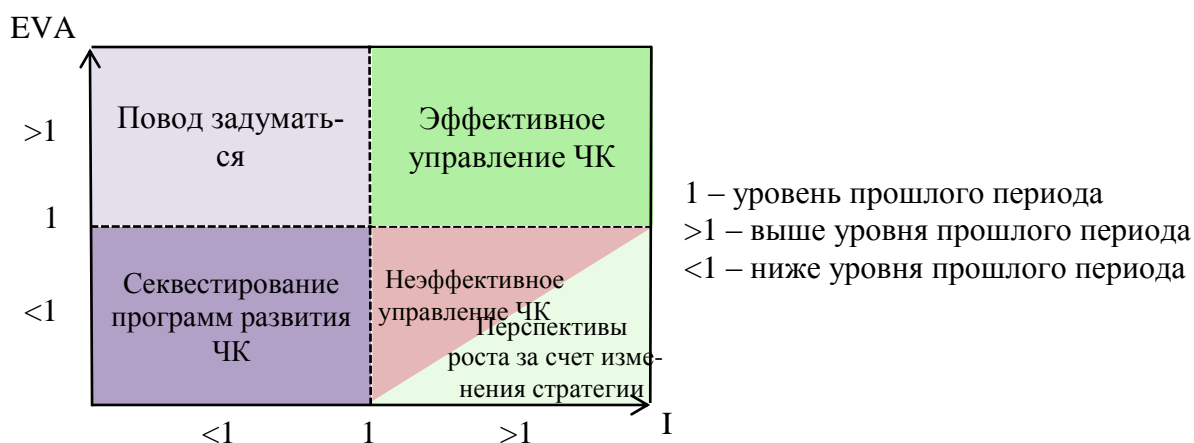 EVA
>1
1
<1
Повод задумать-
ся
Эффективное
управление ЧК
Секвестирование
программ развития
ЧК
Неэффективное
управление ЧК
Перспективы
роста за счет изме-
нения стратегии
<1
1
>1
I
1 – уровень прошлого периода
>1 – выше уровня прошлого периода
<1 – ниже уровня прошлого периода